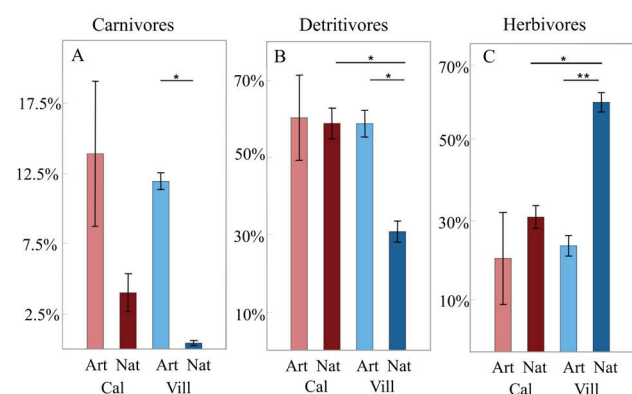 Carnivores
Detritivores
Herbivores
A
B
C
*
*
*
*
**
17.5%
12.5%
7.5%
2.5%
70%
50%
30%
10%
70%
50%
30%
10%
Art Nat Art Nat
Cal Vill
Art Nat Art Nat
Cal Vill
Art Nat Art Nat
Cal Vill